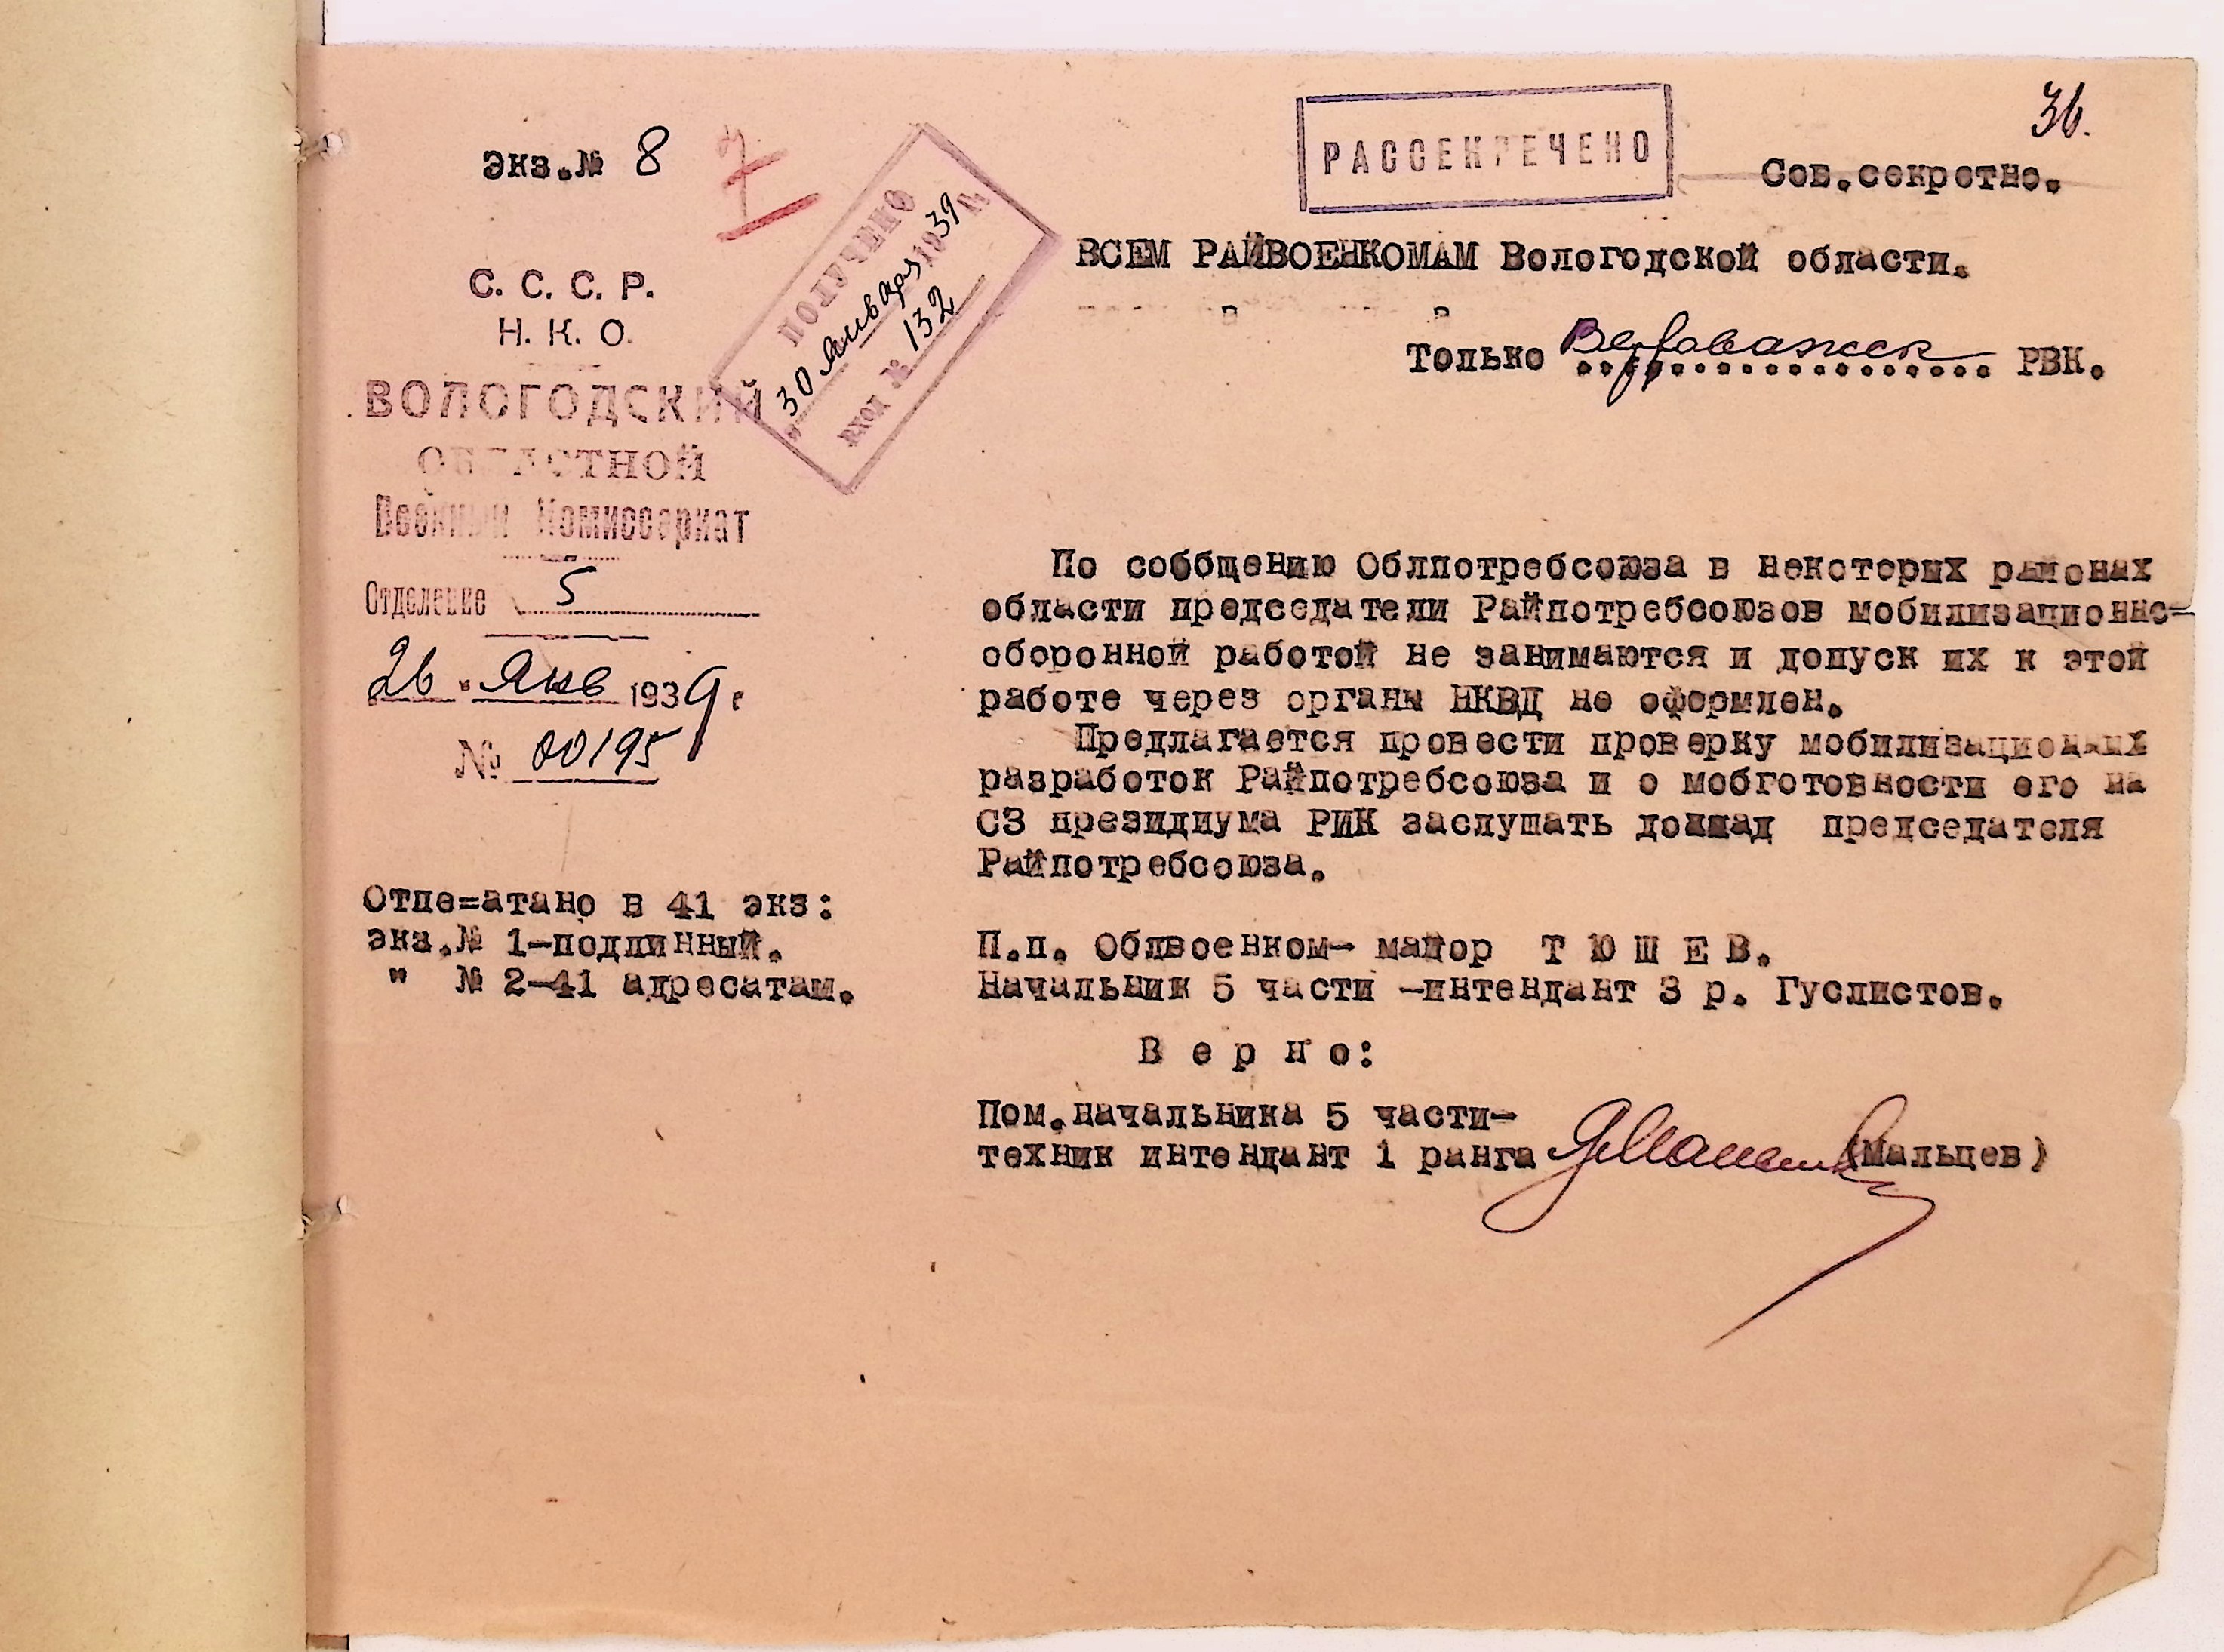 36.
экз.№ 8
7
РАССЕКРЕЧЕНО
Сов.секретно.
С. С. С. Р.
Н. К. О.
ВОЛОГОДСКИЙ
ОБЛАСТНОЙ
Военный Комиссариат
Отделение 5
26 " Янв 1939 г
№ 00195
ПОЛУЧЕНО
"30 января 1939 г.
вход № 132
ВСЕМ РАЙВОЕНКОМАМ Вологодской области.
Только Верховажск РВК.
По соббщению Облпотребсоюза в некоторых районах
области председатели Райпотребсоюзов мобилизационно=
оборонной работой не занимаются и допуск их к этой
работе через органы НКВД не оформлен.
Предлагается провести проверку мобилизационных
разработок Райпотребсоюза и о мобготовности его на
СЗ президиума РИК заслушать доклад председателя
Райпотребсоюза.
П.п. Облвоенком- майор Т Ю Ш Е В.
Начальник 5 части -интендант 3 р. Гуслистов.
В е р н о:
Пом.начальника 5 части-
техник интендант 1 ранга (Мальцев)
Отпе=атано в 41 экз:
экз.№ 1-подлинный.
" № 2-41 адресатам.